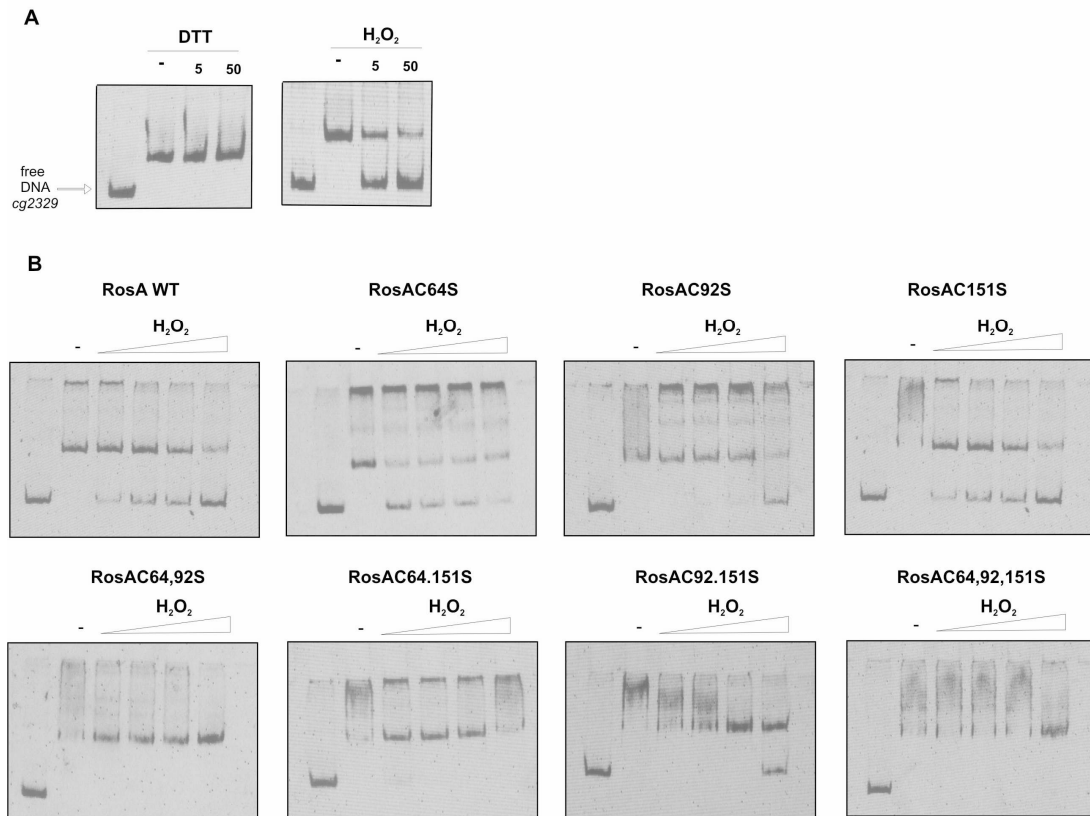 A
DTT
H₂O₂
- 5 50
- 5 50
free
DNA
cg2329
B
RosA WT
RosAC64S
RosAC92S
RosAC151S
H₂O₂
H₂O₂
H₂O₂
H₂O₂
-
-
-
-
RosAC64,92S
RosAC64.151S
RosAC92.151S
RosAC64,92,151S
H₂O₂
H₂O₂
H₂O₂
H₂O₂
-
-
-
-